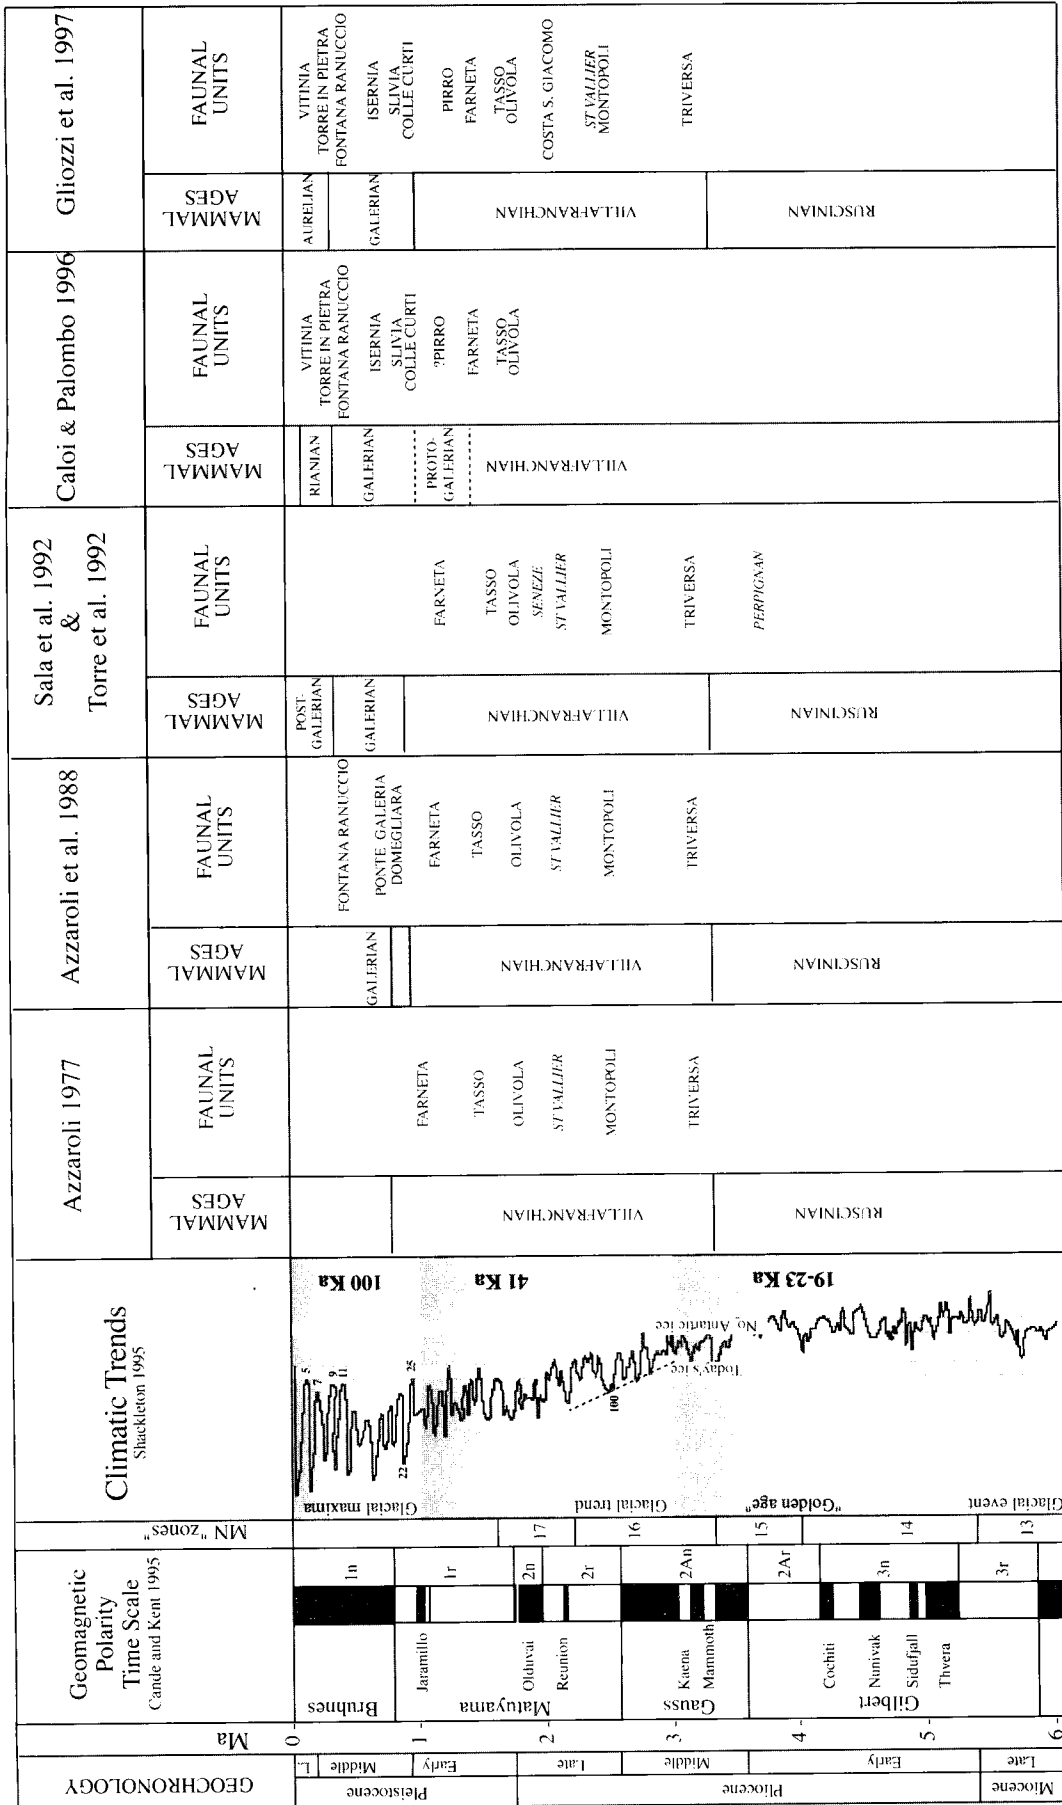 GEOCHRONOLOGY
Ma
Geomagnetic
Polarity
Time Scale
Cande and Kent 1995
MN "zones"
Climatic Trends
Shackleton 1995
Azzaroli 1977
MAMMAL
AGES
FAUNAL
UNITS
Azzaroli et al. 1988
MAMMAL
AGES
FAUNAL
UNITS
Sala et al. 1992
&
Torre et al. 1992
MAMMAL
AGES
FAUNAL
UNITS
Caloi & Palombo 1996
MAMMAL
AGES
FAUNAL
UNITS
Gliozzi et al. 1997
MAMMAL
AGES
FAUNAL
UNITS
Pleistocene
Pliocene
Miocene
L.
Middle
Early
Late
Middle
Early
Late
0
1
2
3
4
5
6
Bruhnes
Matuyama
Gauss
Gilbert
Jaramillo
Olduvai
Reunion
Kaena
Mammoth
Cochiti
Nunivak
Sidufjall
Thvera
1n
1r
2n
2r
2An
2Ar
3n
3r
17
16
15
14
13
Glacial maxima
Glacial trend
"Golden age"
Glacial event
5
7
9
11
22
25
100
Today's ice
No Antartic ice
100 Ka
41 Ka
19-23 Ka
VILLAFRANCHIAN
RUSCINIAN
FARNETA
TASSO
OLIVOLA
ST VALLIER
MONTOPOLI
TRIVERSA
GALERIAN
VILLAFRANCHIAN
RUSCINIAN
FONTANA RANUCCIO
PONTE GALERIA
DOMEGLIARA
FARNETA
TASSO
OLIVOLA
ST VALLIER
MONTOPOLI
TRIVERSA
POST-
GALERIAN
GALERIAN
VILLAFRANCHIAN
RUSCINIAN
FARNETA
TASSO
OLIVOLA
SENEZE
ST VALLIER
MONTOPOLI
TRIVERSA
PERPIGNAN
RIANIAN
GALERIAN
PROTO-
GALERIAN
VILLAFRANCHIAN
VITINIA
TORRE IN PIETRA
FONTANA RANUCCIO
ISERNIA
SLIVIA
COLLE CURTI
?PIRRO
FARNETA
TASSO
OLIVOLA
AURELIAN
GALERIAN
VILLAFRANCHIAN
RUSCINIAN
VITINIA
TORRE IN PIETRA
FONTANA RANUCCIO
ISERNIA
SLIVIA
COLLE CURTI
PIRRO
FARNETA
TASSO
OLIVOLA
COSTA S. GIACOMO
ST VALLIER
MONTOPOLI
TRIVERSA